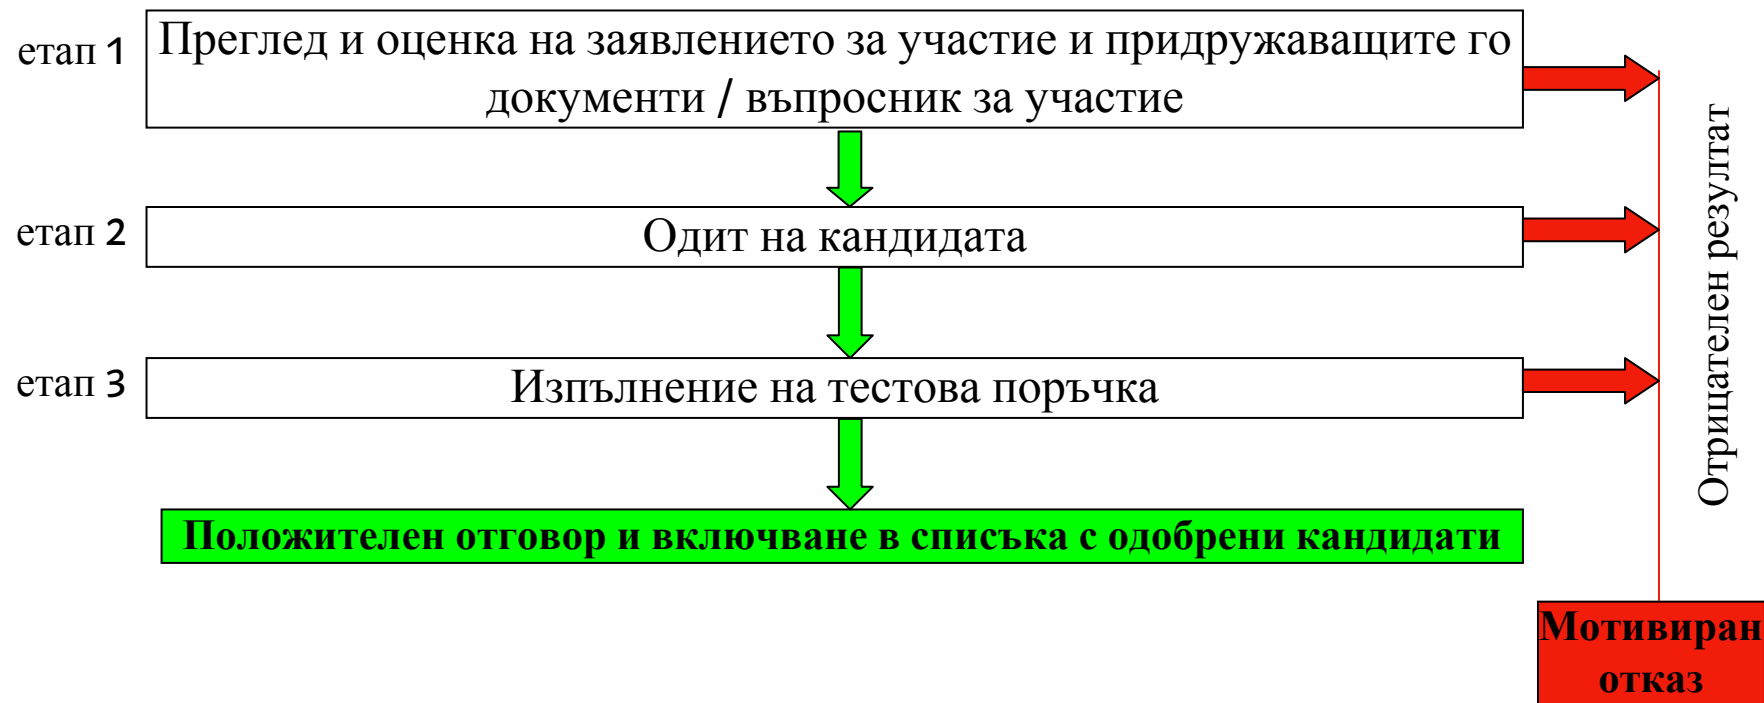 етап 1
Преглед и оценка на заявлението за участие и придружаващите го
документи / въпросник за участие
етап 2
Одит на кандидата
етап 3
Изпълнение на тестова поръчка
Положителен отговор и включване в списъка с одобрени кандидати
Отрицателен резултат
Мотивиран
отказ